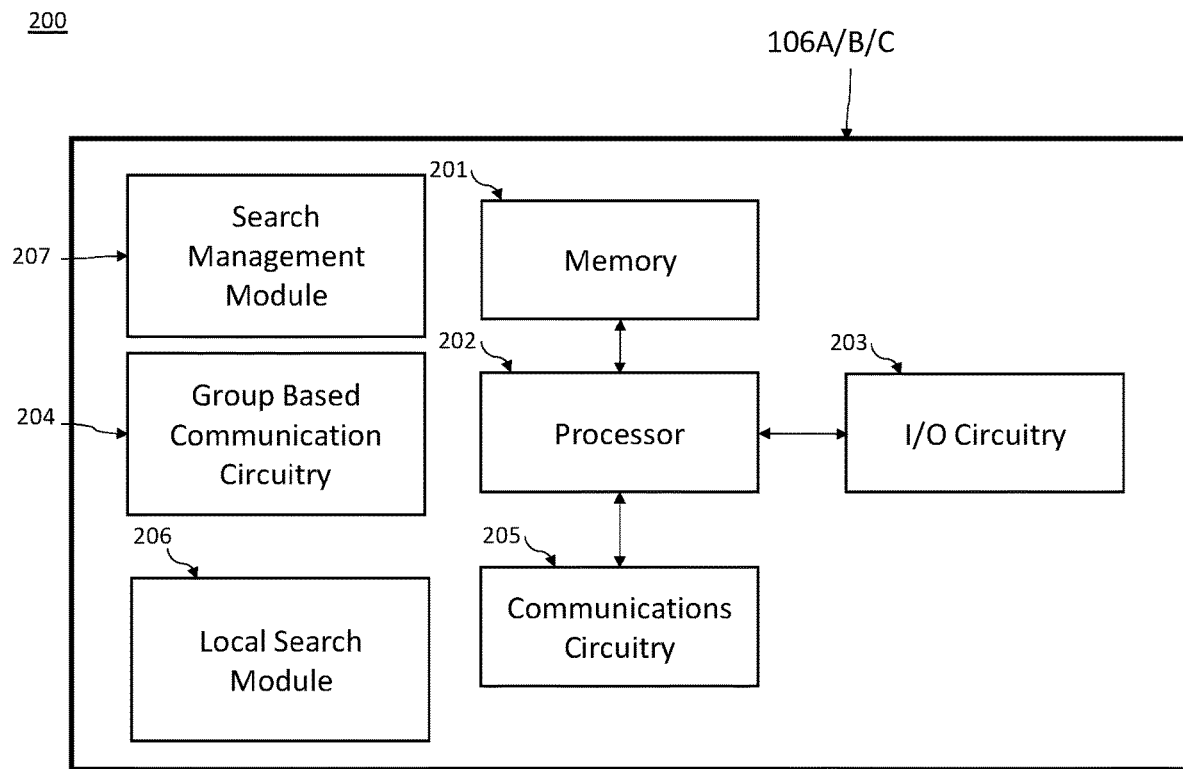 200
106A/B/C
201
Search
Management
Module
207
Memory
202
203
Group Based
Communication
Circuitry
204
Processor
I/O Circuitry
206
205
Local Search
Module
Communications
Circuitry